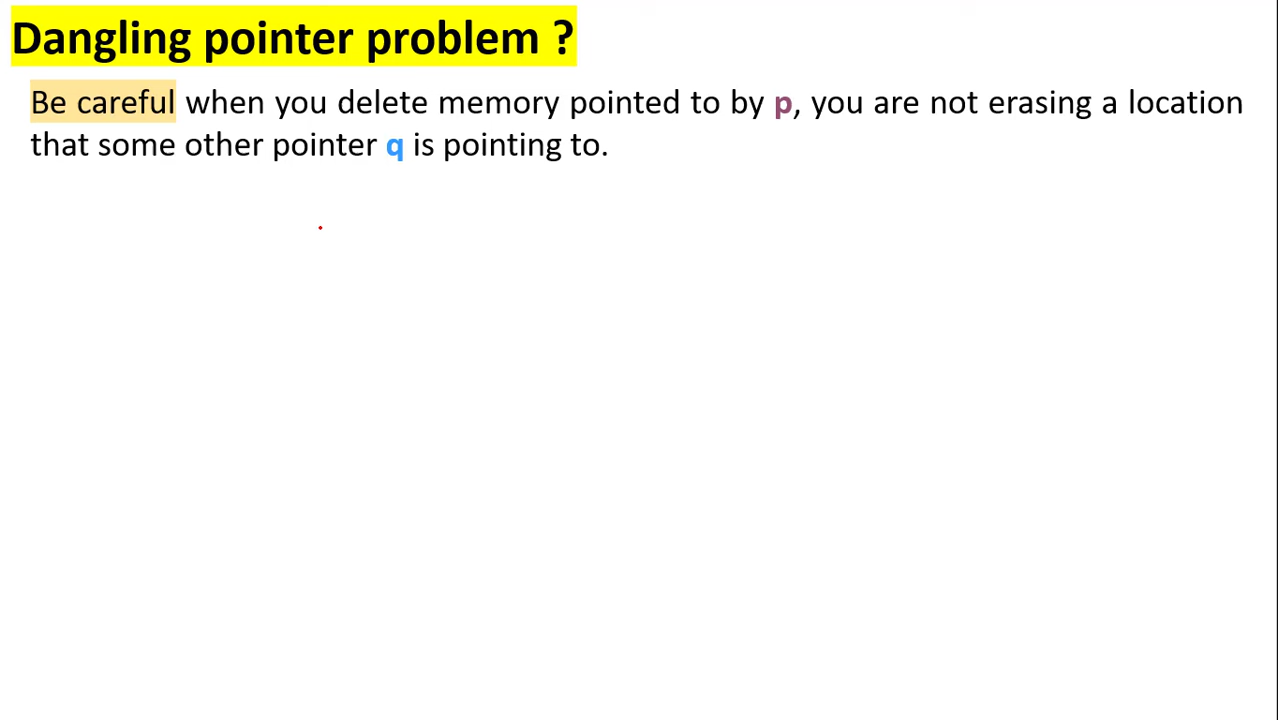 Dangling pointer problem ?
Be careful when you delete memory pointed to by p, you are not erasing a location
that some other pointer q is pointing to.